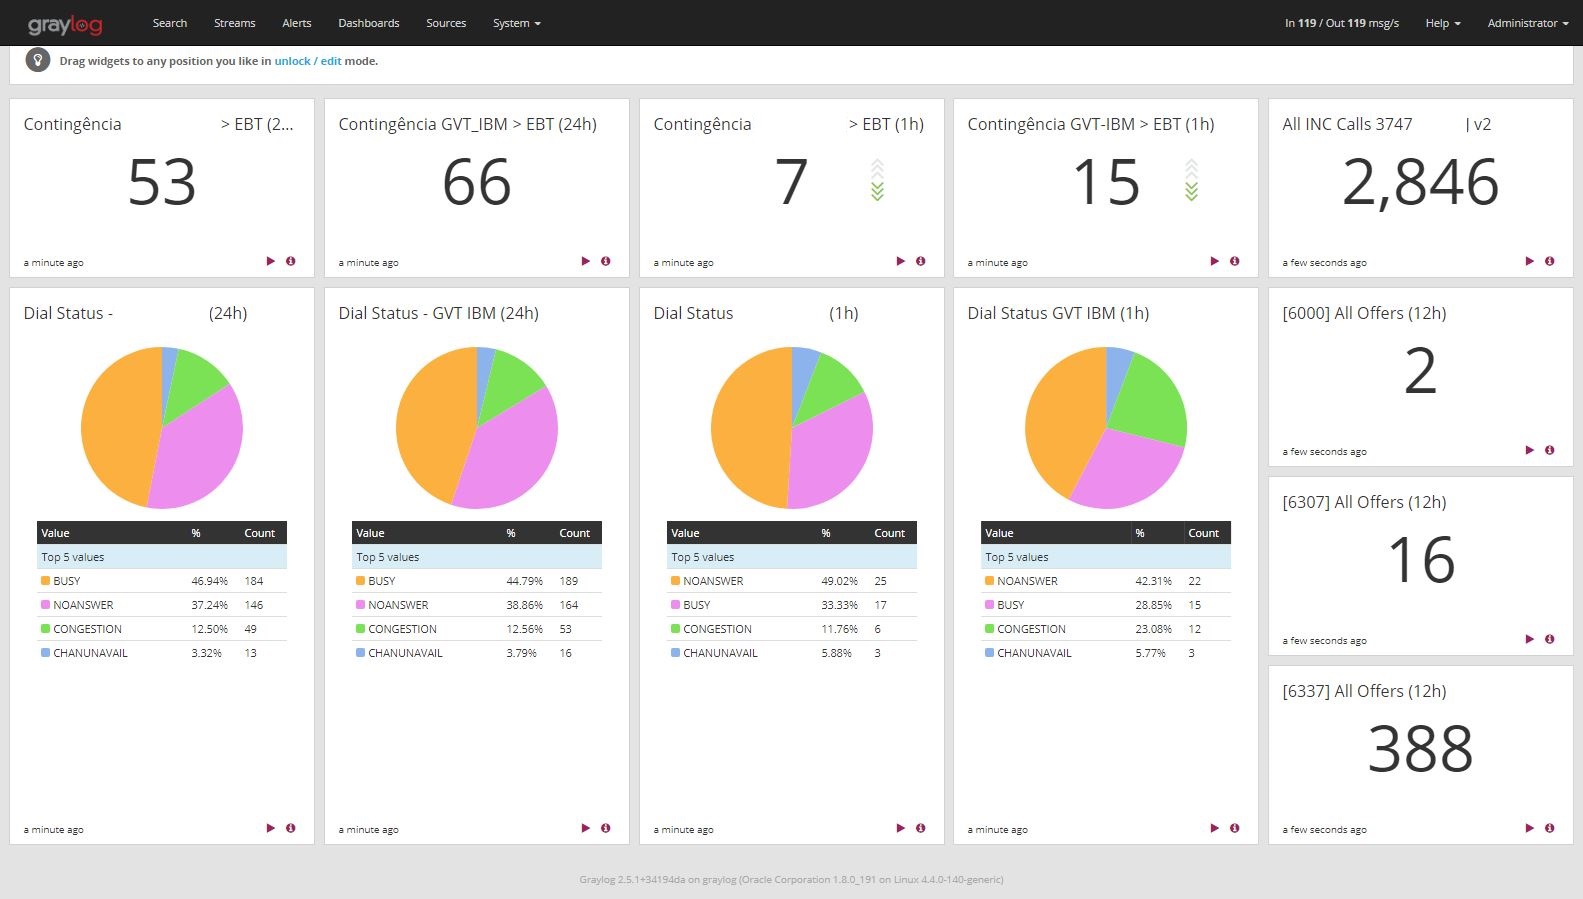 graylog Search Streams Alerts Dashboards Sources System In 119 / Out 119 msg/s Help Administrator
Drag widgets to any position you like in unlock / edit mode.
Contingência > EBT (2...
53
a minute ago
Contingência GVT_IBM > EBT (24h)
66
a minute ago
Contingência > EBT (1h)
7
a minute ago
Contingência GVT-IBM > EBT (1h)
15
a minute ago
All INC Calls 3747 | v2
2,846
a few seconds ago
Dial Status - (24h)
Value % Count
Top 5 values
BUSY 46.94% 184
NOANSWER 37.24% 146
CONGESTION 12.50% 49
CHANUNAVAIL 3.32% 13
a minute ago
Dial Status - GVT IBM (24h)
Value % Count
Top 5 values
BUSY 44.79% 189
NOANSWER 38.86% 164
CONGESTION 12.56% 53
CHANUNAVAIL 3.79% 16
a minute ago
Dial Status (1h)
Value % Count
Top 5 values
NOANSWER 49.02% 25
BUSY 33.33% 17
CONGESTION 11.76% 6
CHANUNAVAIL 5.88% 3
a minute ago
Dial Status GVT IBM (1h)
Value % Count
Top 5 values
NOANSWER 42.31% 22
BUSY 28.85% 15
CONGESTION 23.08% 12
CHANUNAVAIL 5.77% 3
a minute ago
[6000] All Offers (12h)
2
a few seconds ago
[6307] All Offers (12h)
16
a few seconds ago
[6337] All Offers (12h)
388
a few seconds ago
Graylog 2.5.1+34194da on graylog (Oracle Corporation 1.8.0_191 on Linux 4.4.0-140-generic)